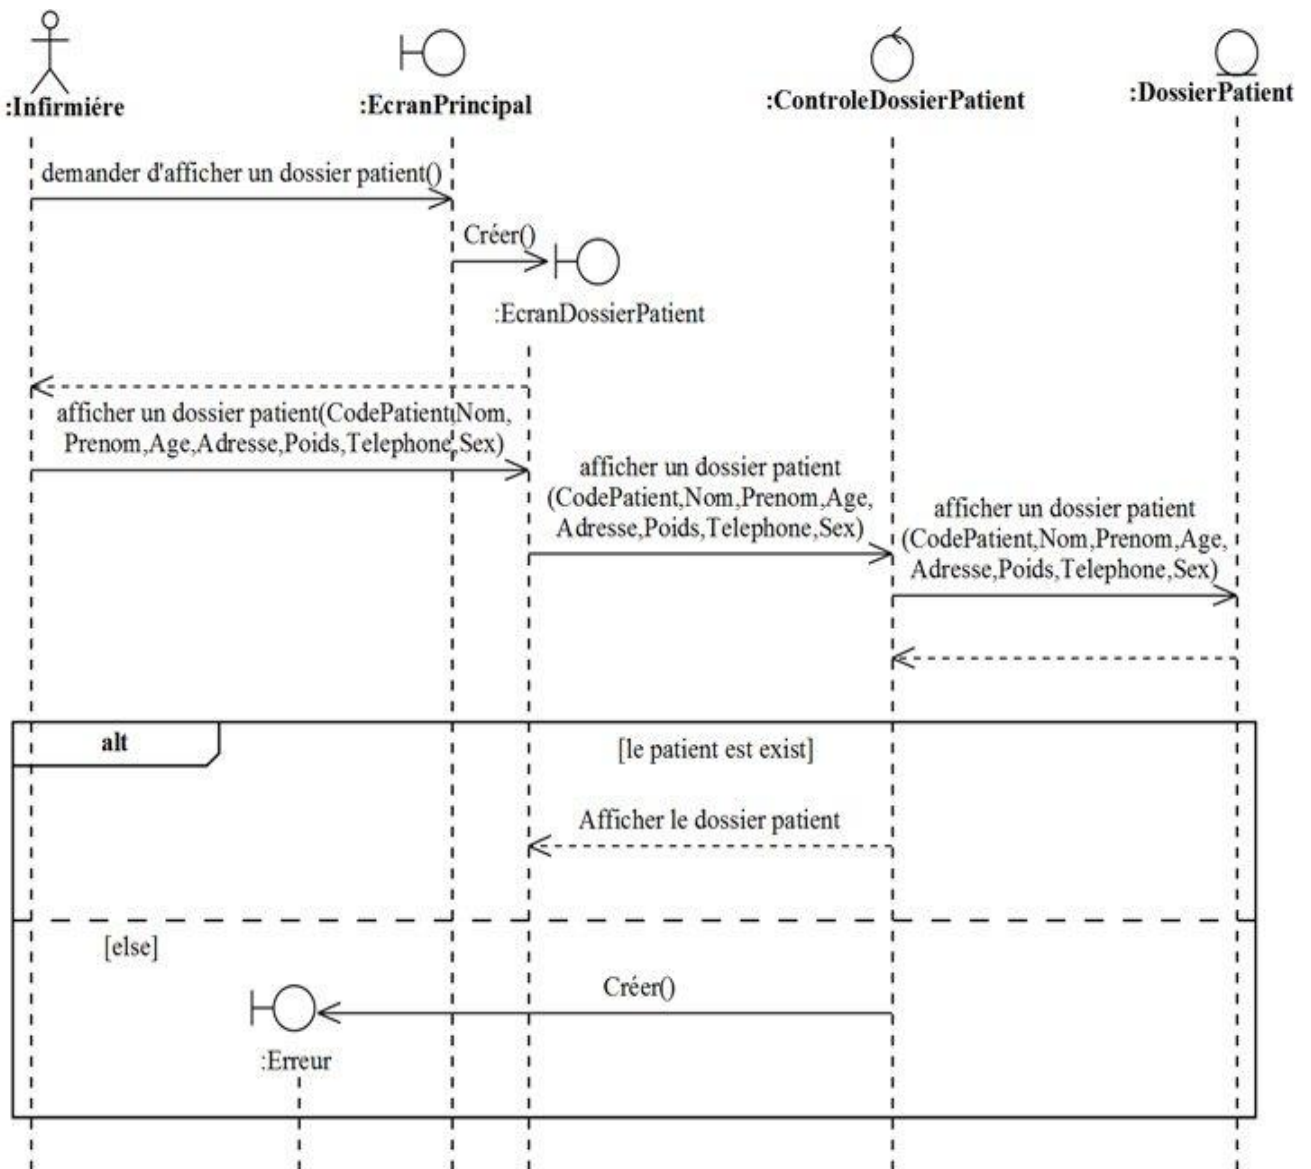 :Infirmiére
:EcranPrincipal
:ControleDossierPatient
:DossierPatient
demander d'afficher un dossier patient()
Créer()
:EcranDossierPatient
afficher un dossier patient(CodePatient,Nom,
Prenom,Age,Adresse,Poids,Telephone,Sex)
afficher un dossier patient
(CodePatient,Nom,Prenom,Age,
Adresse,Poids,Telephone,Sex)
afficher un dossier patient
(CodePatient,Nom,Prenom,Age,
Adresse,Poids,Telephone,Sex)
alt
[le patient est exist]
Afficher le dossier patient
[else]
Créer()
:Erreur